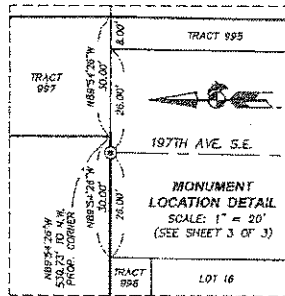 TRACT 995
TRACT
997
8.00'
N89°54'26"W
30.00'
26.00'
197TH AVE. S.E.
N89°54'26"W
30.00'
26.00'
N89°54'26"W
530.73' TO N.W.
PROP. CORNER
MONUMENT
LOCATION DETAIL
SCALE: 1" = 20'
(SEE SHEET 3 OF 3)
TRACT
996
LOT 16